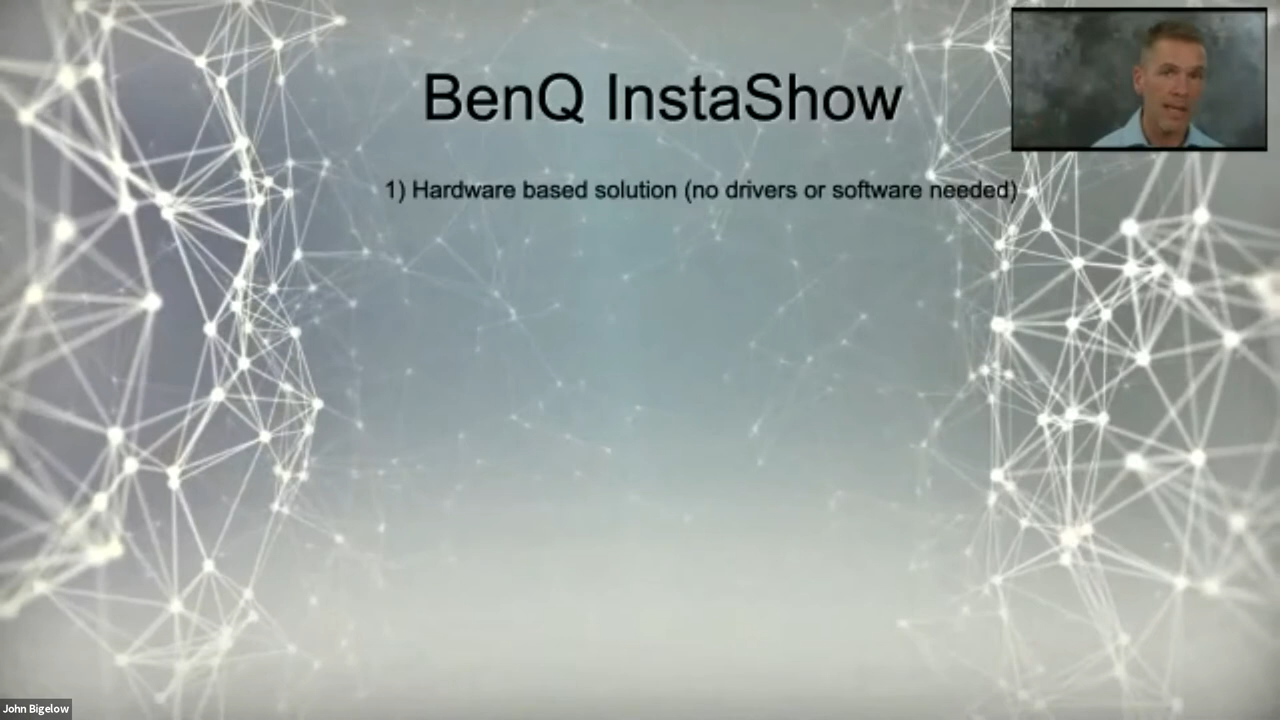 BenQ InstaShow
1) Hardware based solution (no drivers or software needed)
John Bigelow